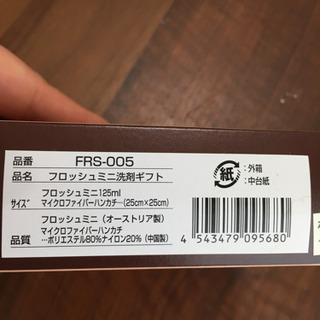 品番 FRS-005
品名 フロッシュミニ洗剤ギフト
サイズ フロッシュミニ125ml
マイクロファイバーハンカチ…(25cm×25cm)
品質 フロッシュミニ(オーストリア製)
マイクロファイバーハンカチ
…ポリエステル80%ナイロン20%(中国製)
紙 :外箱
:中台紙
4 543479 095680